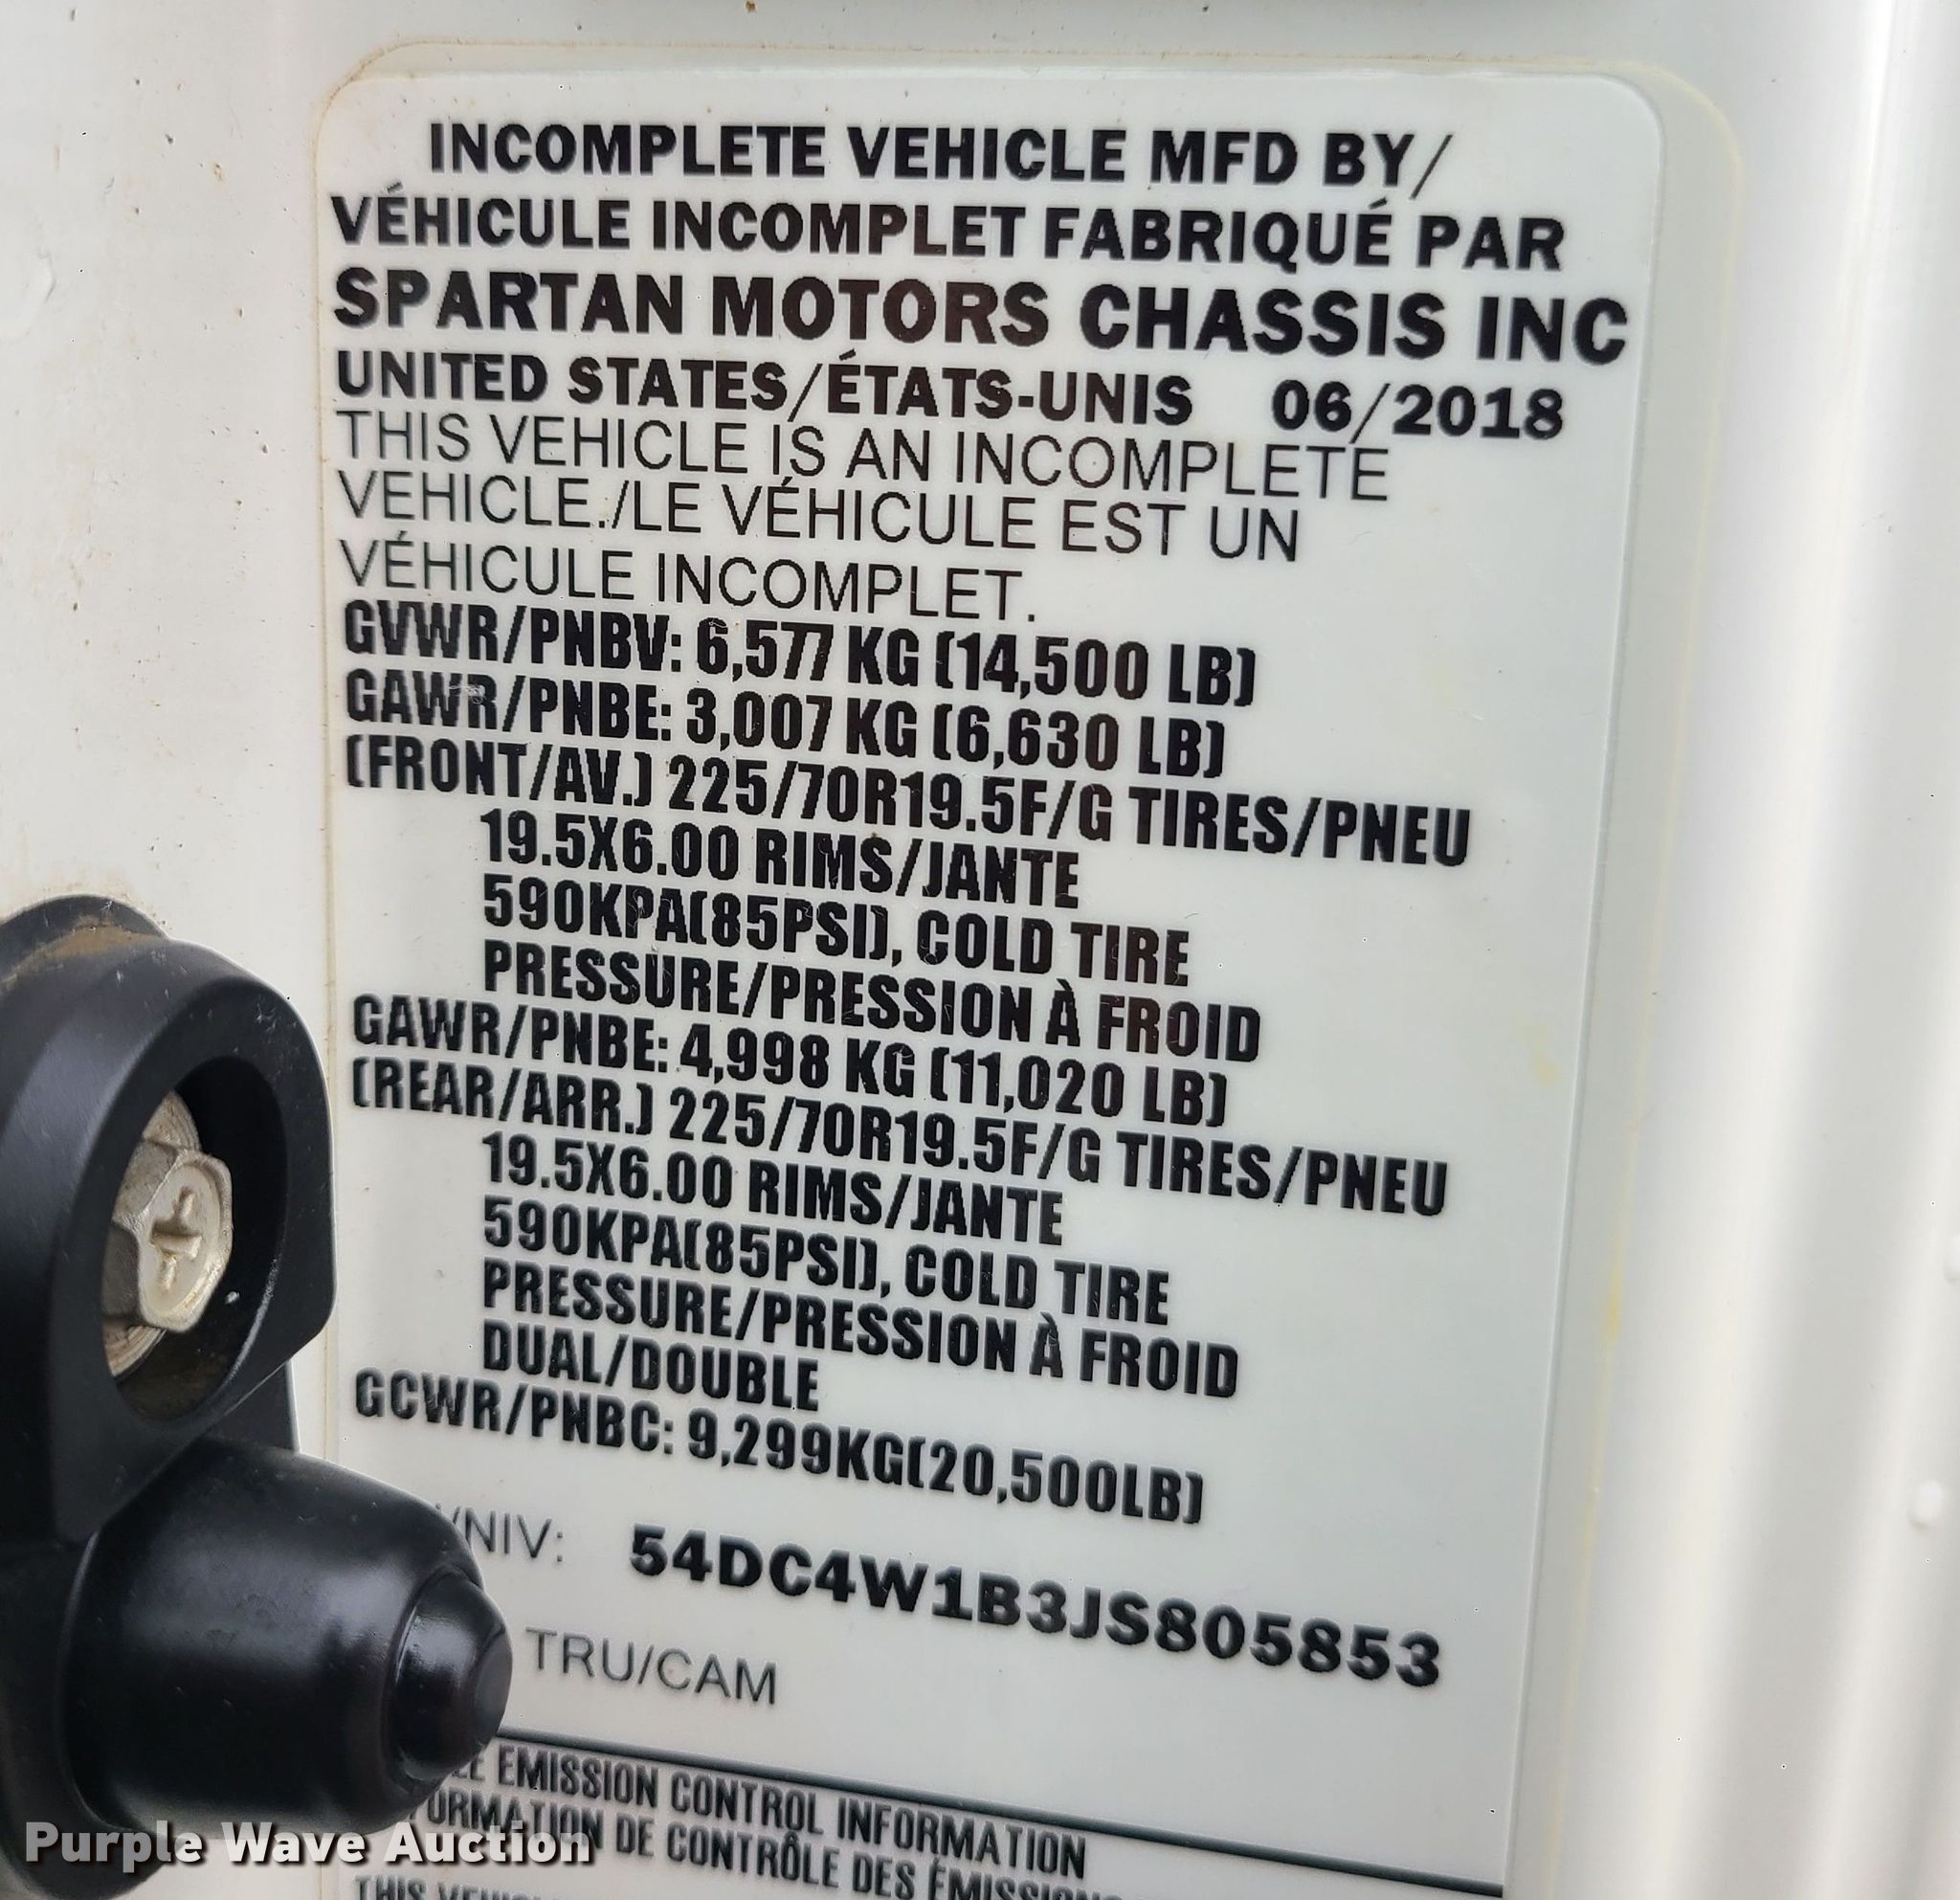 INCOMPLETE VEHICLE MFD BY/
VÉHICULE INCOMPLET FABRIQUÉ PAR
SPARTAN MOTORS CHASSIS INC
UNITED STATES/ÉTATS-UNIS 06/2018
THIS VEHICLE IS AN INCOMPLETE
VEHICLE./LE VÉHICULE EST UN
VÉHICULE INCOMPLET.
GVWR/PNBV: 6,577 KG (14,500 LB)
GAWR/PNBE: 3,007 KG (6,630 LB)
(FRONT/AV.) 225/70R19.5F/G TIRES/PNEU
19.5X6.00 RIMS/JANTE
590KPA(85PSI), COLD TIRE
PRESSURE/PRESSION À FROID
GAWR/PNBE: 4,998 KG (11,020 LB)
(REAR/ARR.) 225/70R19.5F/G TIRES/PNEU
19.5X6.00 RIMS/JANTE
590KPA(85PSI), COLD TIRE
PRESSURE/PRESSION À FROID
DUAL/DOUBLE
GCWR/PNBC: 9,299KG(20,500LB)
/NIV: 54DC4W1B3JS805853
TRU/CAM
EMISSION CONTROL INFORMATION
DE CONTRÔLE DES ÉMISSIONS
THIS
Purple Wave Auction